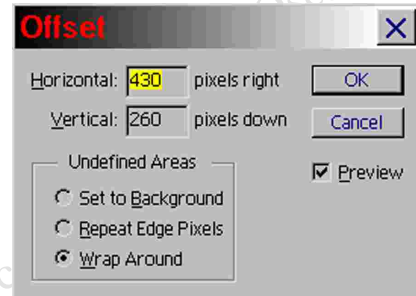 Offset
Horizontal: 430 pixels right OK
Vertical: 260 pixels down Cancel
Undefined Areas
Preview
Set to Background
Repeat Edge Pixels
Wrap Around